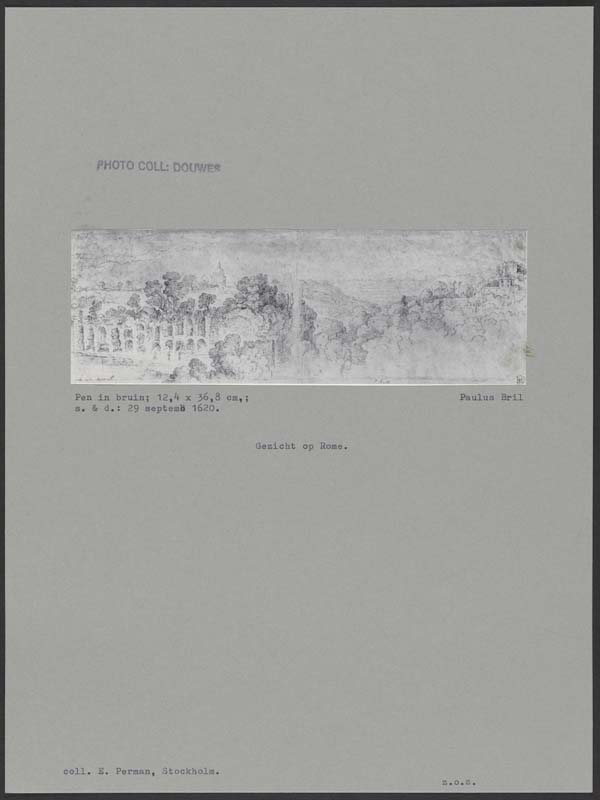 PHOTO COLL: DOUWES
Pen in bruin; 12,4 x 36,8 cm,;
s. & d.: 29 septemb 1620.
Paulus Bril
Gezicht op Rome.
coll. E. Perman, Stockholm.
z.o.z.